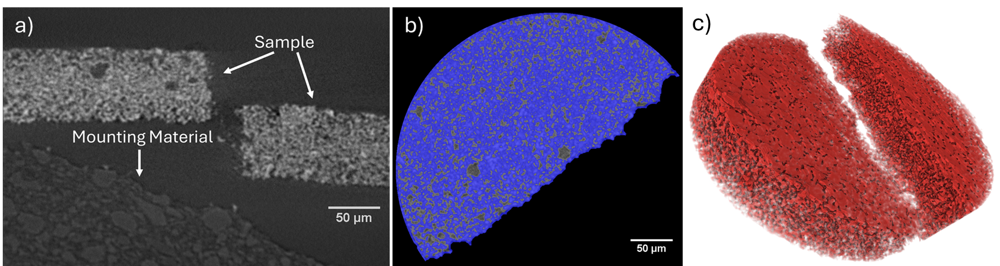 a)
Sample
Mounting Material
50 µm
b)
50 µm
c)